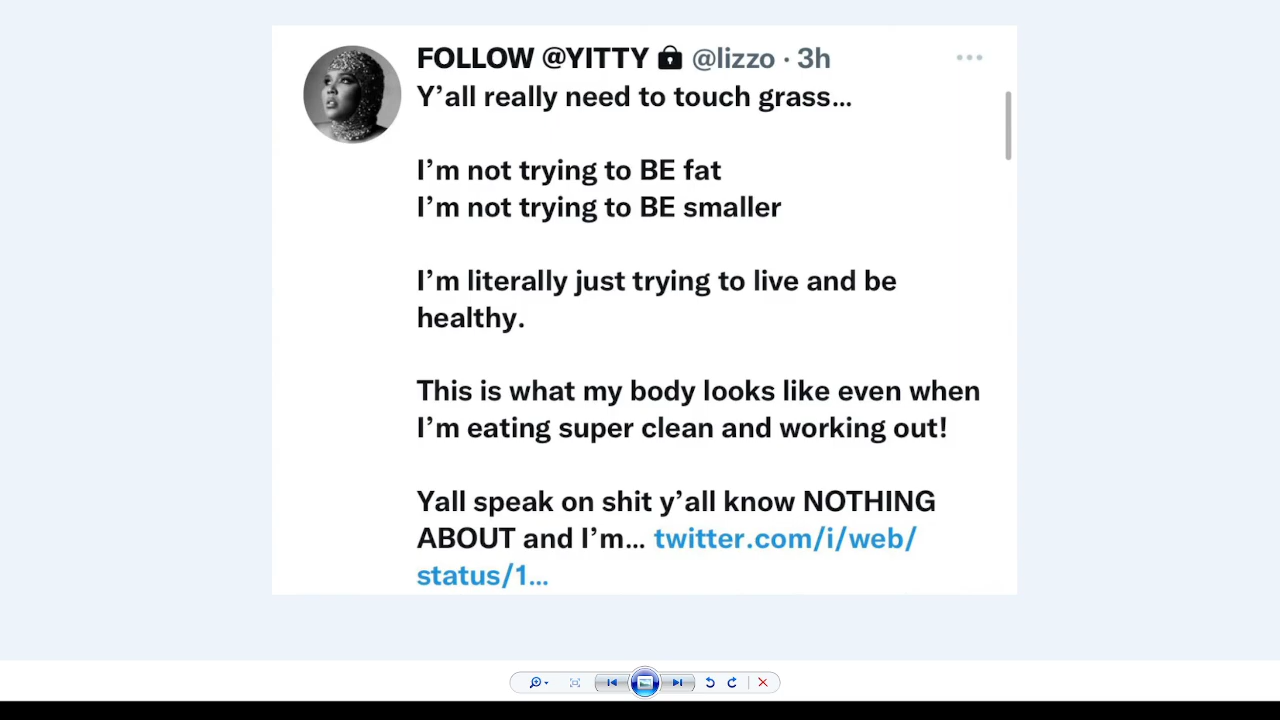 FOLLOW @YITTY @lizzo · 3h
Y’all really need to touch grass...
I’m not trying to BE fat
I’m not trying to BE smaller
I’m literally just trying to live and be
healthy.
This is what my body looks like even when
I’m eating super clean and working out!
Yall speak on shit y’all know NOTHING
ABOUT and I’m... twitter.com/i/web/
status/1...